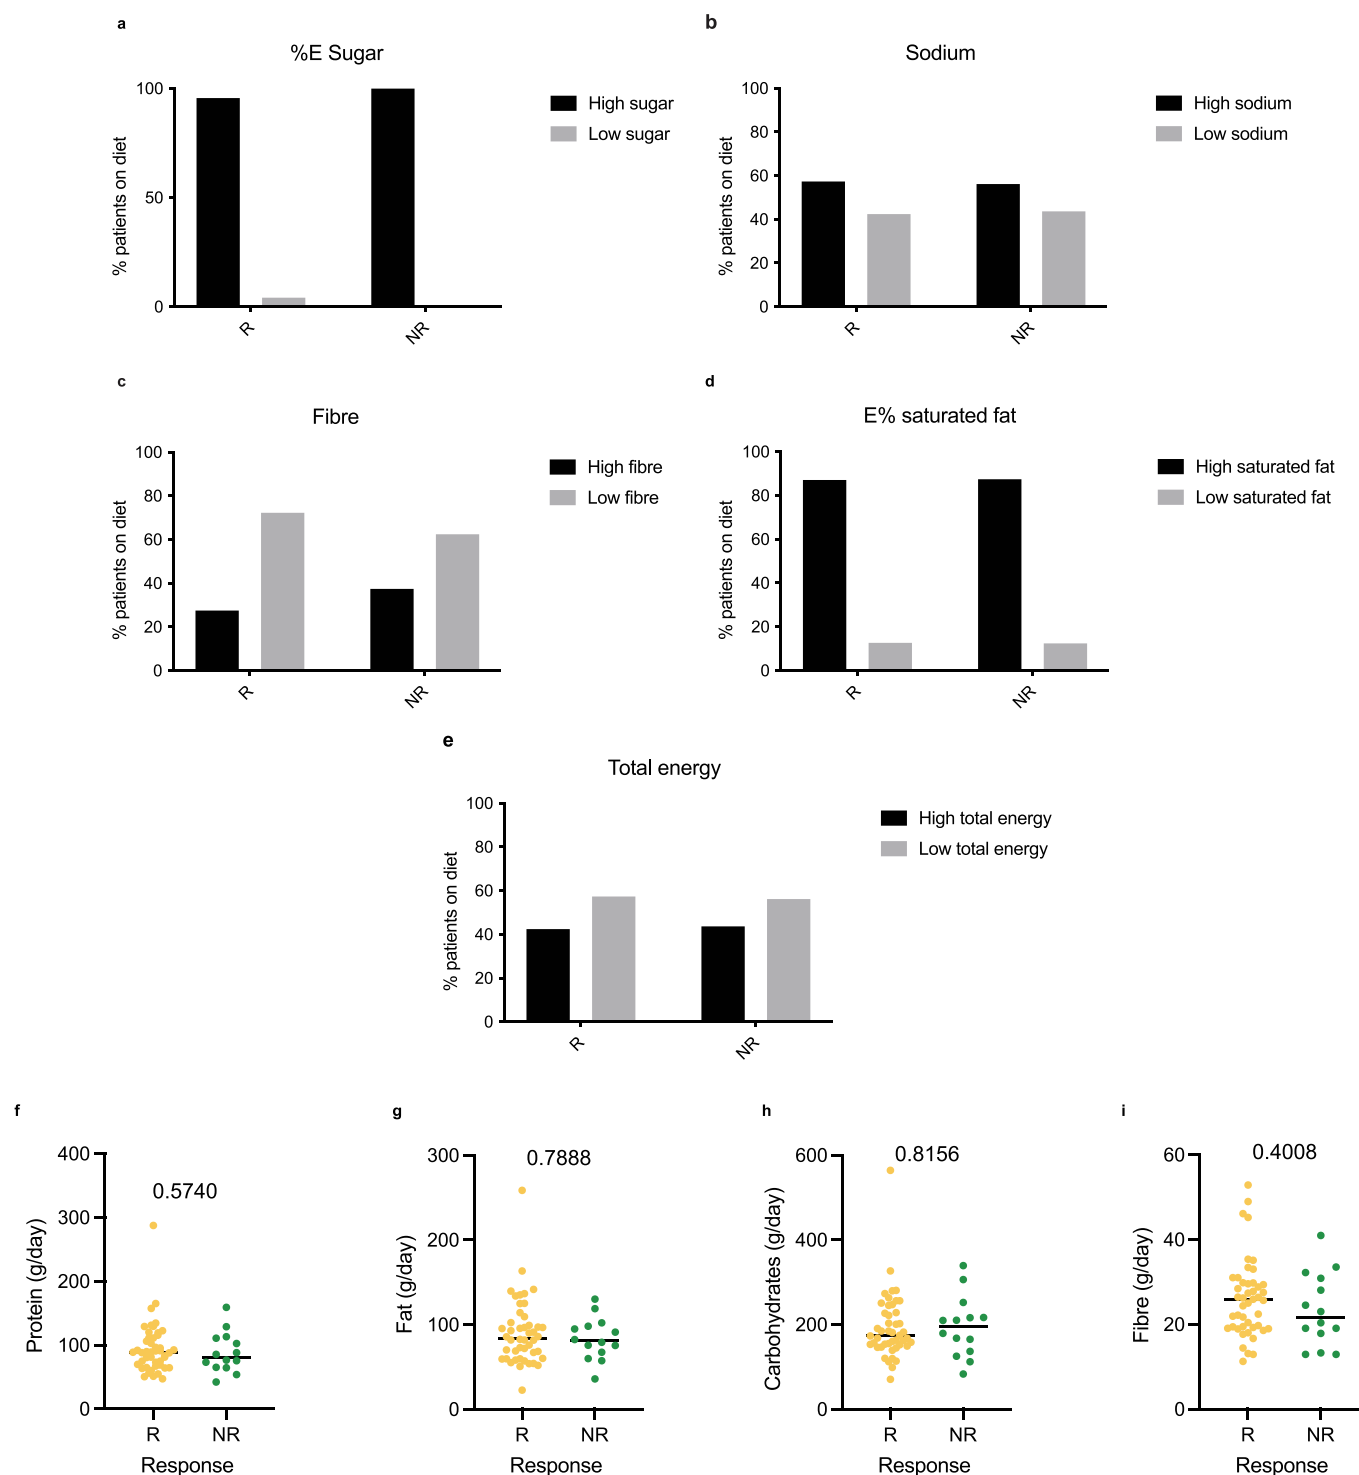 a
%E Sugar
100
50
0
% patients on diet
R
NR
High sugar
Low sugar
b
Sodium
100
80
60
40
20
0
% patients on diet
R
NR
High sodium
Low sodium
c
Fibre
100
80
60
40
20
0
% patients on diet
R
NR
High fibre
Low fibre
d
E% saturated fat
100
80
60
40
20
0
% patients on diet
R
NR
High saturated fat
Low saturated fat
e
Total energy
100
80
60
40
20
0
% patients on diet
R
NR
High total energy
Low total energy
f
0.5740
400
300
200
100
0
Protein (g/day)
R
NR
Response
g
0.7888
300
200
100
0
Fat (g/day)
R
NR
Response
h
0.8156
600
400
200
0
Carbohydrates (g/day)
R
NR
Response
i
0.4008
60
40
20
0
Fibre (g/day)
R
NR
Response